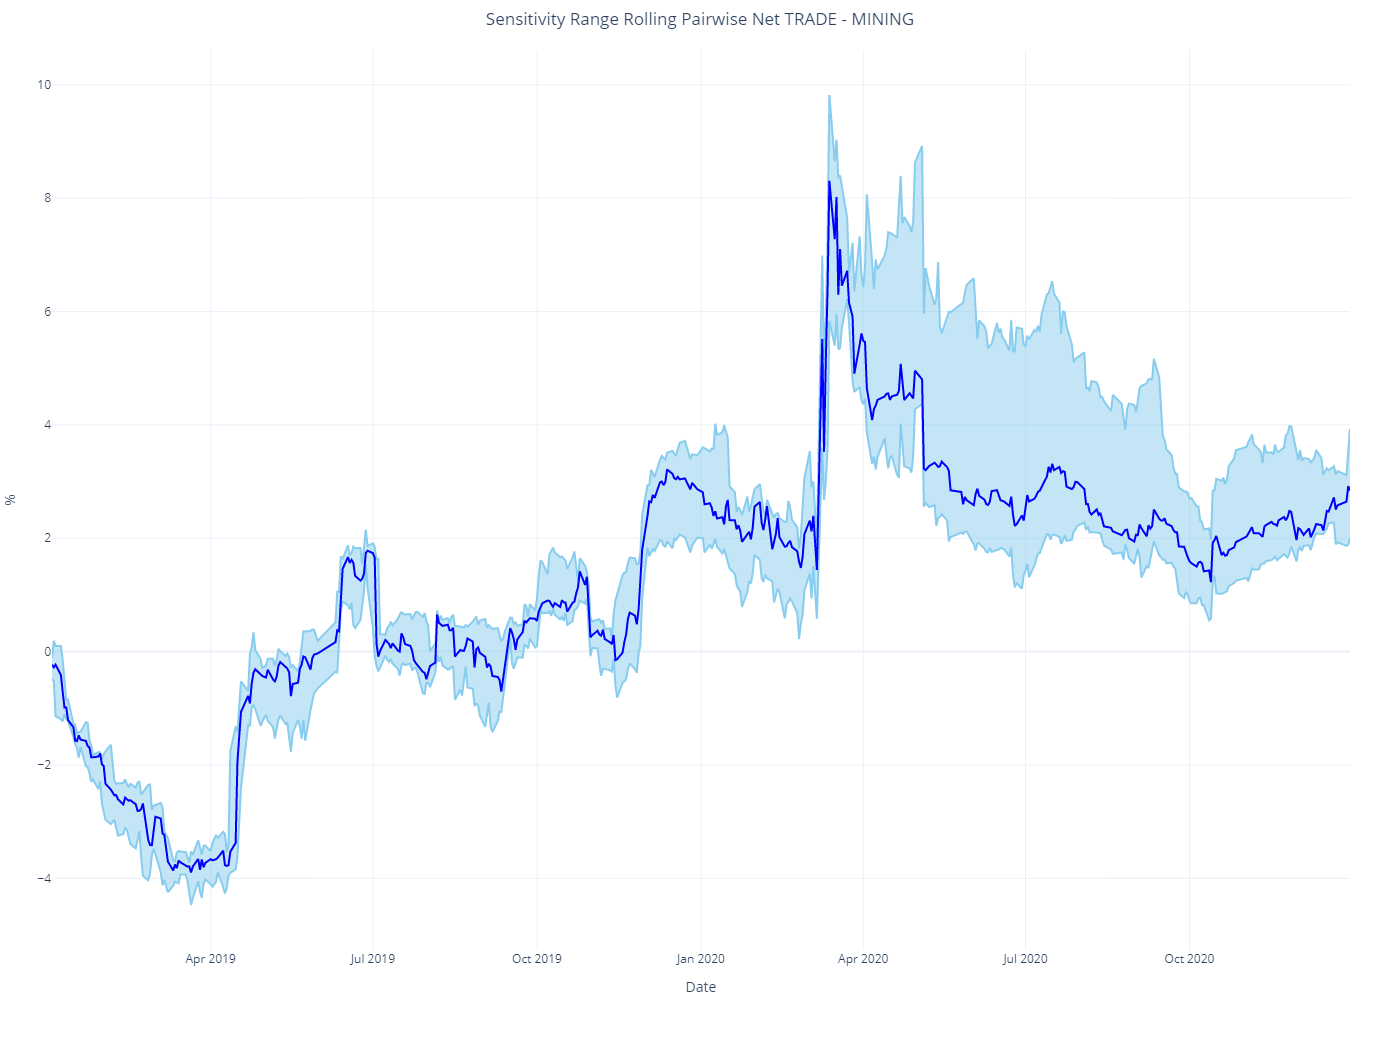 Sensitivity Range Rolling Pairwise Net TRADE - MINING
10
8
6
4
2
0
−2
−4
%
Apr 2019
Jul 2019
Oct 2019
Jan 2020
Apr 2020
Jul 2020
Oct 2020
Date